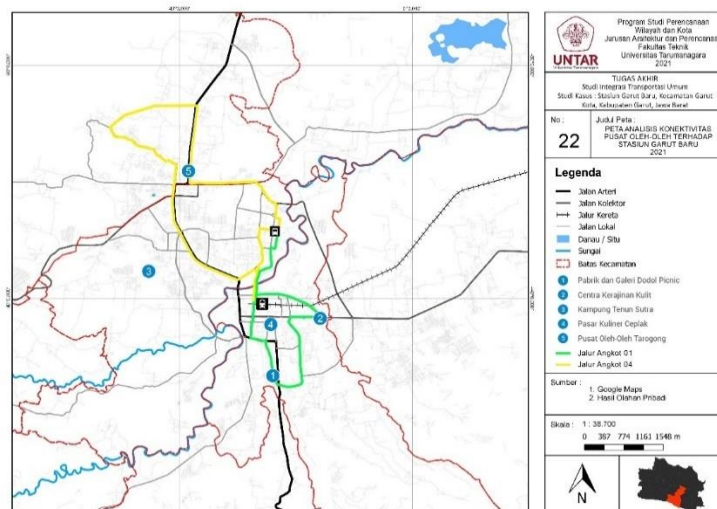 UNTAR
Program Studi Perencanaan
Wilayah dan Kota
Jurusan Arsitektur dan Perencanaan
Fakultas Teknik
Universitas Tarumanagara
2021
TUGAS AKHIR
Studi Integrasi Transportasi Umum
Studi Kasus : Stasiun Garut Baru, Kecamatan Garut
Kota, Kabupaten Garut, Jawa Barat
No :
22
Judul Peta :
PETA ANALISIS KONEKTIVITAS
PUSAT OLEH-OLEH TERHADAP
STASIUN GARUT BARU
2021
Legenda
Jalan Arteri
Jalan Kolektor
Jalur Kereta
Jalan Lokal
Danau / Situ
Sungai
Batas Kecamatan
1 Pabrik dan Galeri Dodol Picnic
2 Centra Kerajinan Kulit
3 Kampung Tenun Sutra
4 Pasar Kulinei Ceplak
5 Pusat Oleh-Oleh Tarogong
Jalur Angkot 01
Jalur Angkot 04
Sumber :
1. Google Maps
2. Hasil Olahan Pribadi
Skala : 1 : 38.700
0 387 774 1161 1548 m
N
5
3
4
2
1